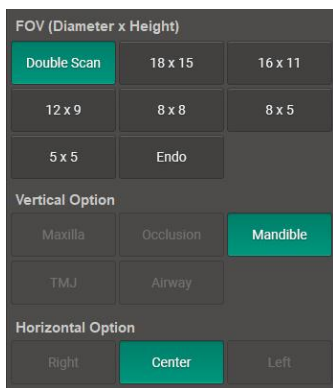 FOV (Diameter x Height)
Double Scan 18 x 15 16 x 11
12 x 9 8 x 8 8 x 5
5 x 5 Endo
Vertical Option
Maxilla Occlusion Mandible
TMJ Airway
Horizontal Option
Right Center Left